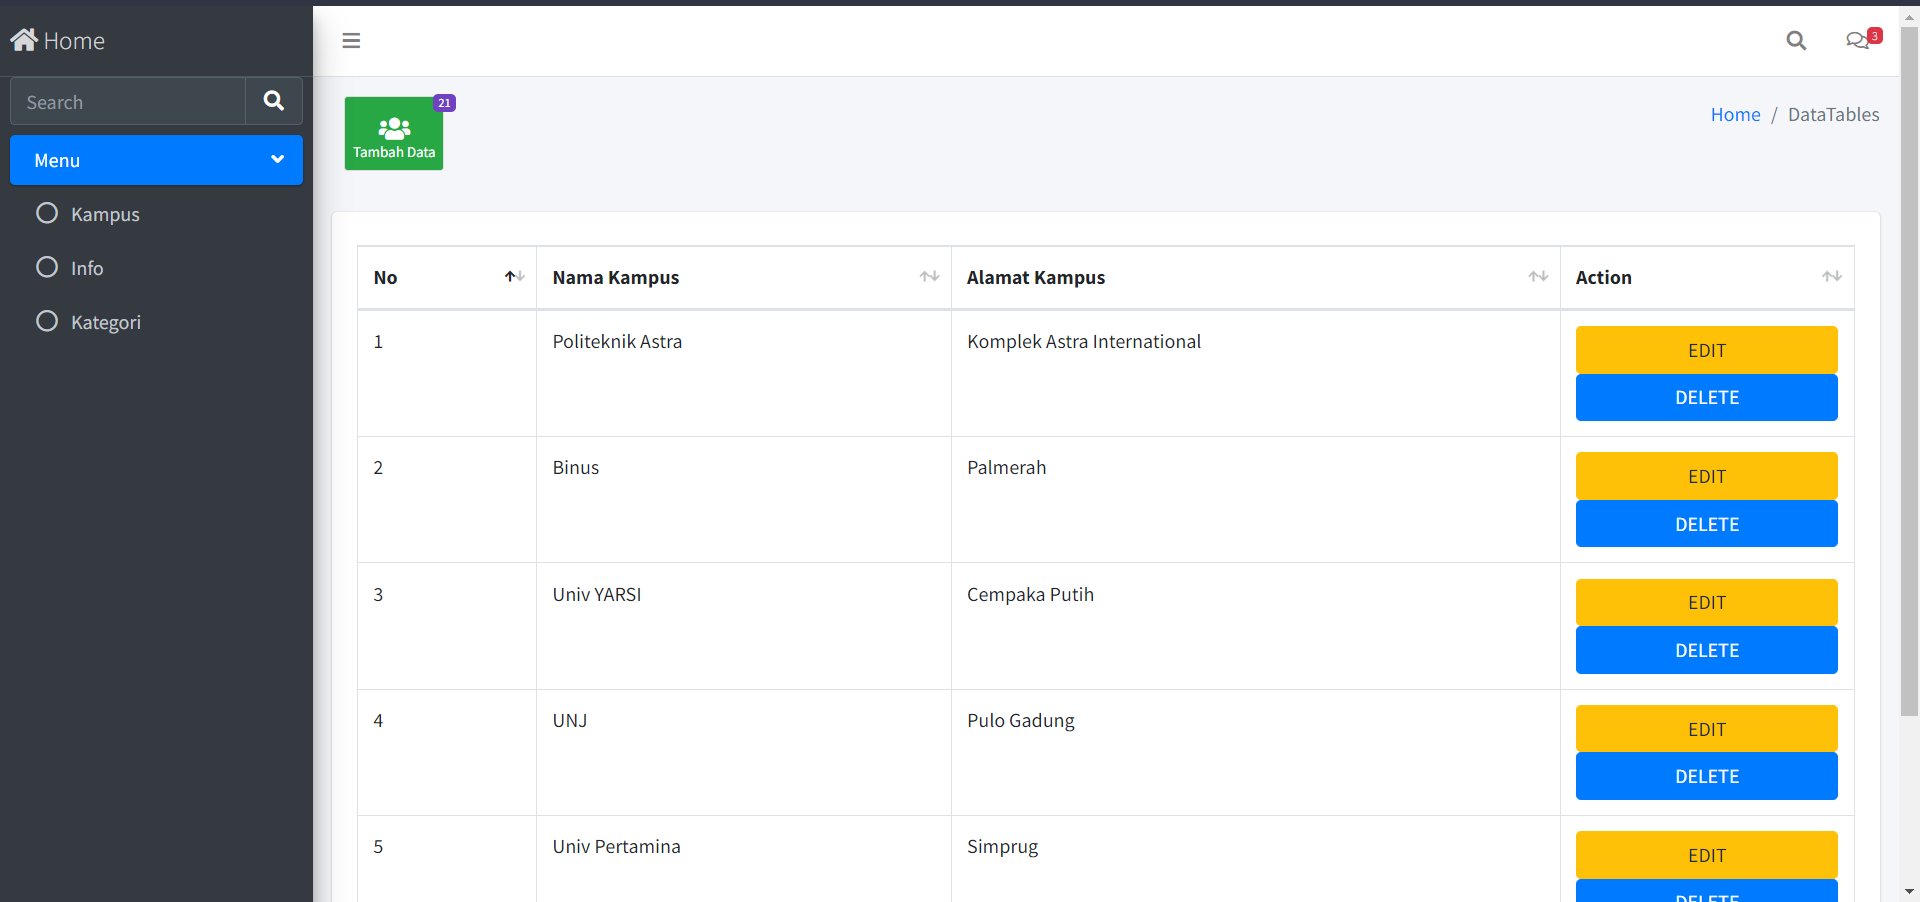 Home
Search
Menu
Kampus
Info
Kategori
3
21
Tambah Data
Home / DataTables
No Nama Kampus Alamat Kampus Action
1 Politeknik Astra Komplek Astra International EDIT
DELETE
2 Binus Palmerah EDIT
DELETE
3 Univ YARSI Cempaka Putih EDIT
DELETE
4 UNJ Pulo Gadung EDIT
DELETE
5 Univ Pertamina Simprug EDIT
DELETE